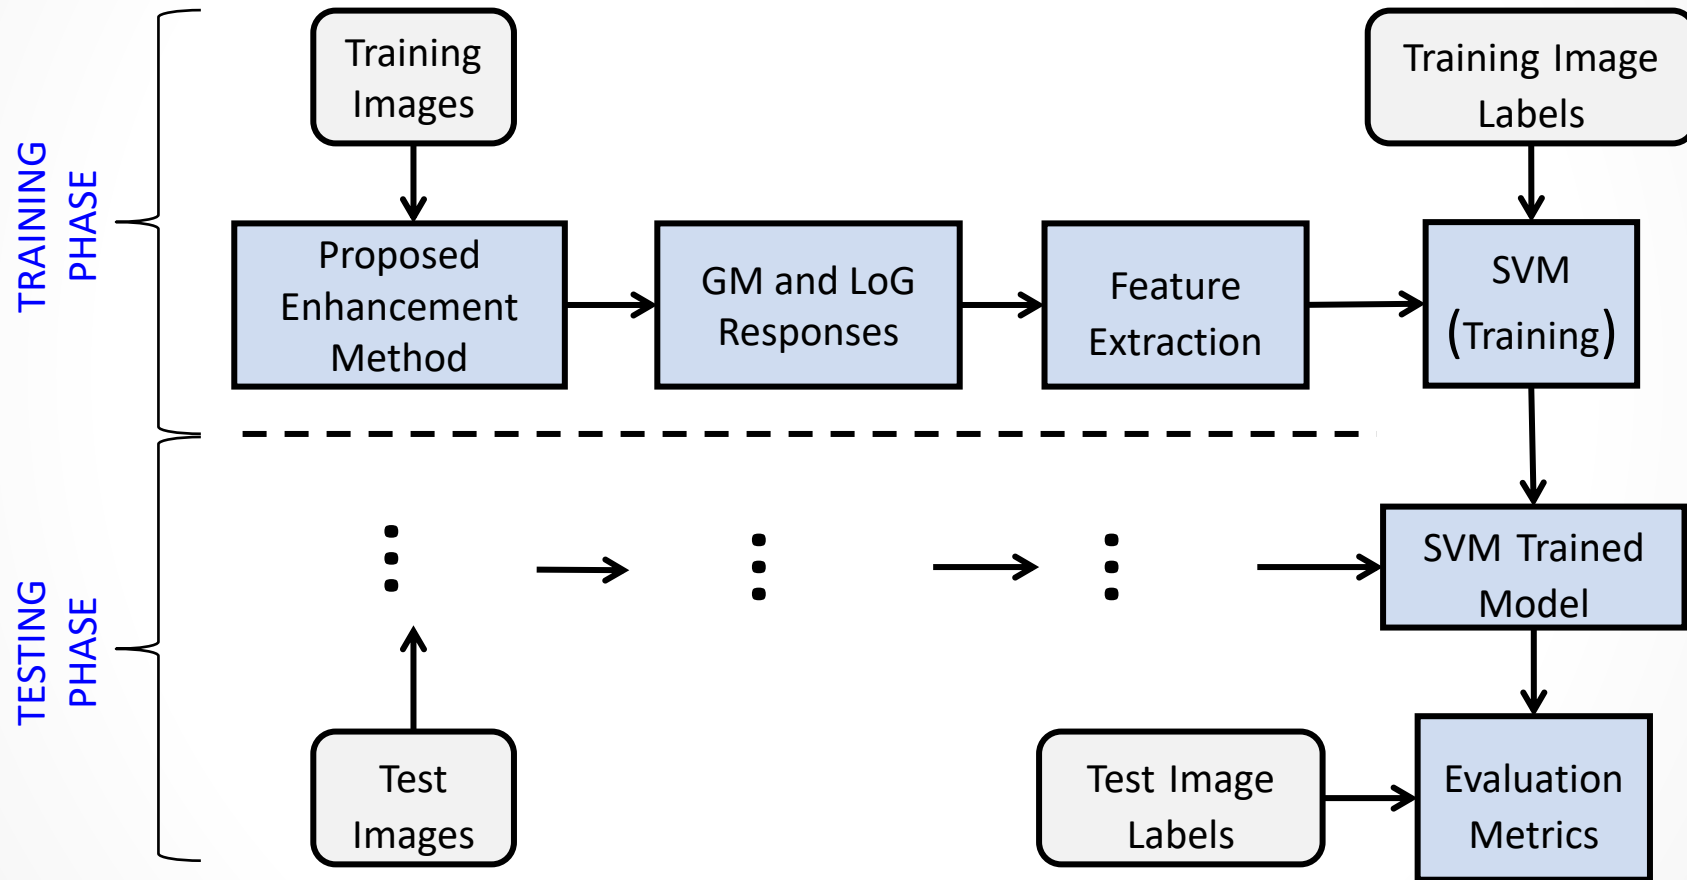 TRAINING
PHASE
Training
Images
Training Image
Labels
Proposed
Enhancement
Method
GM and LoG
Responses
Feature
Extraction
SVM
(Training)
TESTING
PHASE
SVM Trained
Model
Test
Images
Test Image
Labels
Evaluation
Metrics